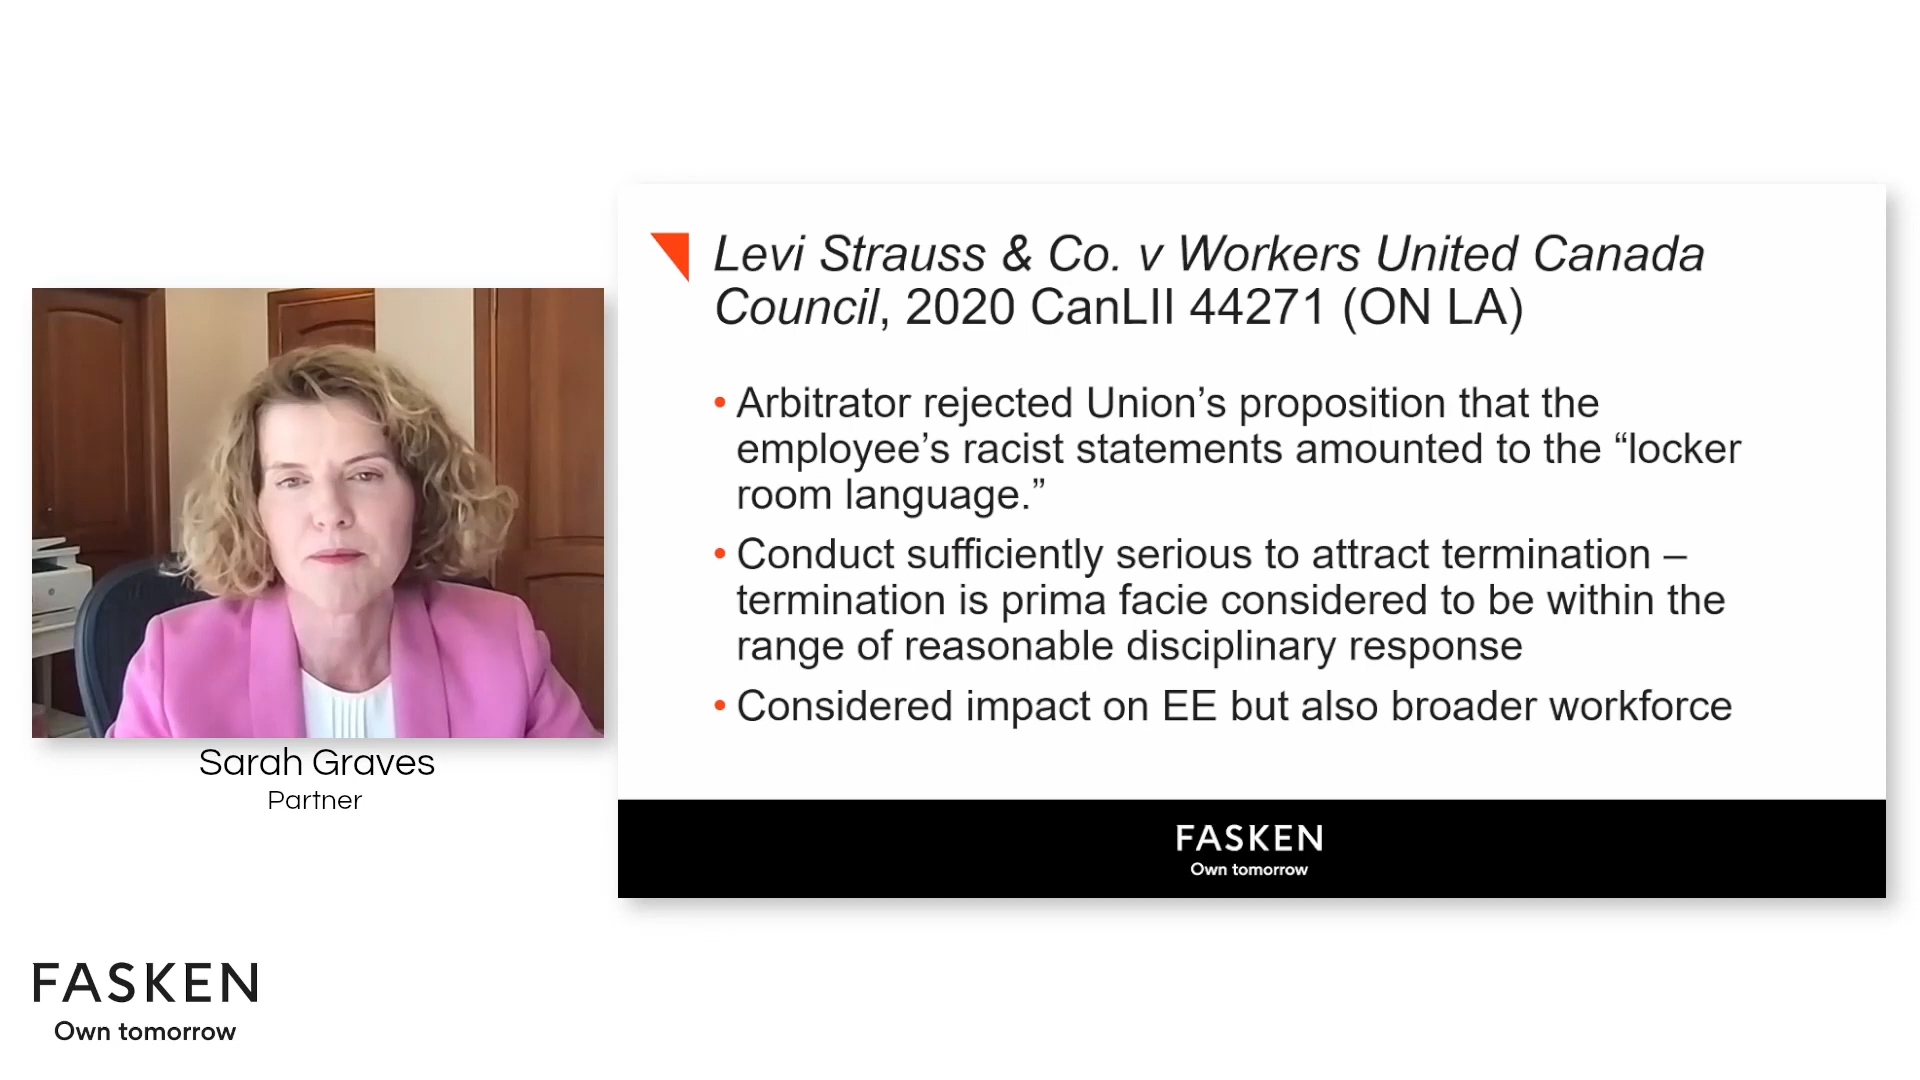 Levi Strauss & Co. v Workers United Canada
Council, 2020 CanLII 44271 (ON LA)
• Arbitrator rejected Union’s proposition that the
employee’s racist statements amounted to the “locker
room language.”
• Conduct sufficiently serious to attract termination –
termination is prima facie considered to be within the
range of reasonable disciplinary response
• Considered impact on EE but also broader workforce
FASKEN
Own tomorrow
Sarah Graves
Partner
FASKEN
Own tomorrow